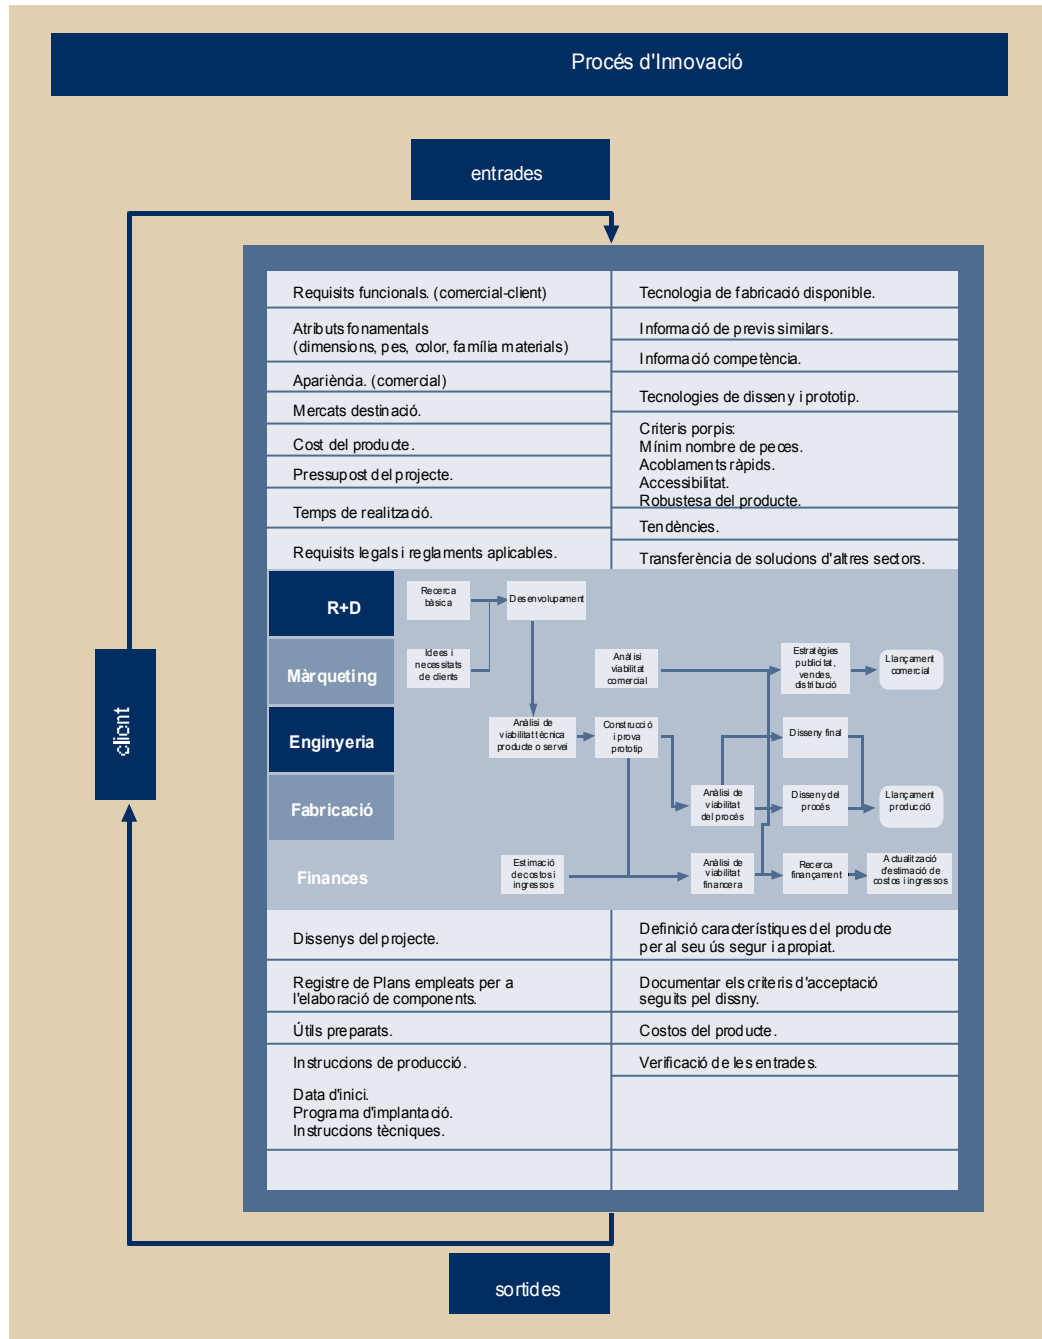 Procés d'Innovació
entrades
Requisits funcionals. (comercial-client)
Atributs fonamentals
(dimensions, pes, color, família materials)
Apariència. (comercial)
Mercats destinació.
Cost del producte.
Pressupost del projecte.
Temps de realització.
Requisits legals i reglaments aplicables.
Tecnologia de fabricació disponible.
Informació de previs similars.
Informació competència.
Tecnologies de disseny i prototip.
Criteris porpis:
Mínim nombre de peces.
Acoblaments ràpids.
Accessibilitat.
Robustesa del producte.
Tendències.
Transferència de solucions d'altres sectors.
R+D
Recerca
bàsica
Desenvolupament
Màrqueting
Idees i
necessitats
de clients
Anàlisi
viabilitat
comercial
Estratègies
publicitat,
vendes,
distribució
Llançament
comercial
client
Enginyeria
Anàlisi de
viabilitat tècnica
producte o servei
Construcció
i prova
prototip
Disseny final
Fabricació
Anàlisi de
viabilitat
del procés
Disseny del
procés
Llançament
producció
Finances
Estimació
de costos i
ingressos
Anàlisi de
viabilitat
financera
Recerca
finançament
Actualització
d'estimació de
costos i ingressos
Dissenys del projecte.
Registre de Plans empleats per a
l'elaboració de components.
Útils preparats.
Instruccions de producció.
Data d'inici.
Programa d'implantació.
Instruccions tècniques.
Definició característiques del producte
per al seu ús segur i apropiat.
Documentar els criteris d'acceptació
seguits pel dissny.
Costos del producte.
Verificació de les entrades.
sortides